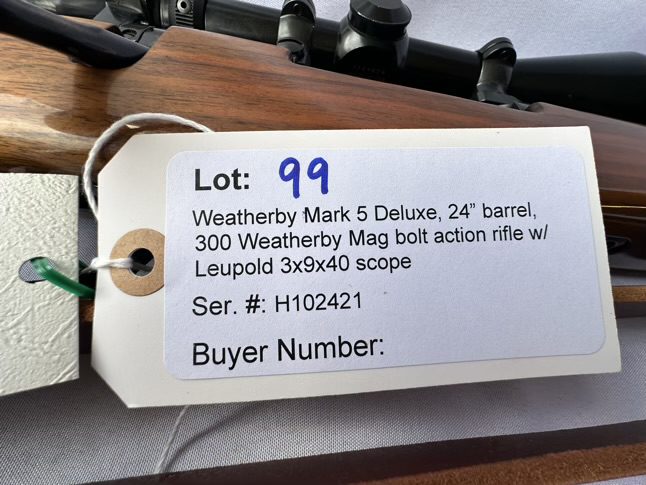 Lot: 99
Weatherby Mark 5 Deluxe, 24” barrel,
300 Weatherby Mag bolt action rifle w/
Leupold 3x9x40 scope
Ser. #: H102421
Buyer Number: